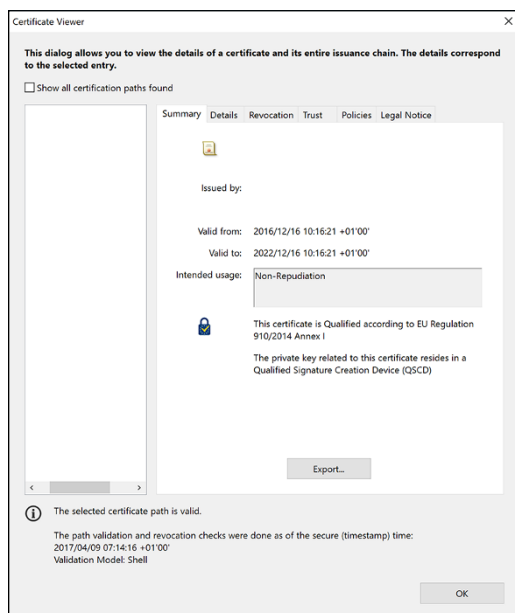 Certificate Viewer
This dialog allows you to view the details of a certificate and its entire issuance chain. The details correspond
to the selected entry.
Show all certification paths found
Summary Details Revocation Trust Policies Legal Notice
Issued by:
Valid from: 2016/12/16 10:16:21 +01'00'
Valid to: 2022/12/16 10:16:21 +01'00'
Intended usage: Non-Repudiation
This certificate is Qualified according to EU Regulation
910/2014 Annex I
The private key related to this certificate resides in a
Qualified Signature Creation Device (QSCD)
Export...
The selected certificate path is valid.
The path validation and revocation checks were done as of the secure (timestamp) time:
2017/04/09 07:14:16 +01'00'
Validation Model: Shell
OK